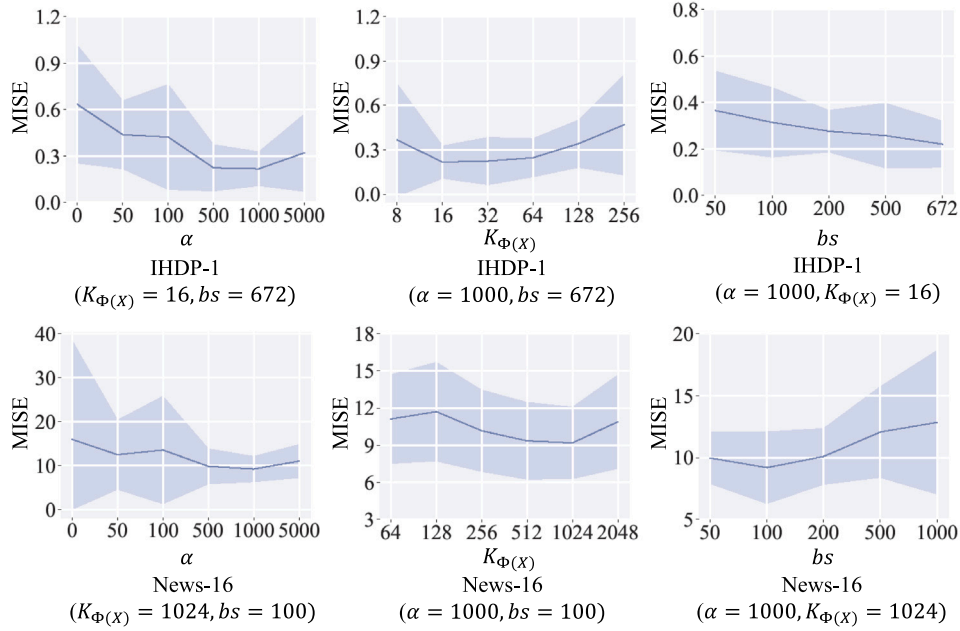 1.2
0.9
0.6
0.3
0.0
MISE
0 50 100 500 1000 5000
α
IHDP-1
(K_Φ(X) = 16, bs = 672)
1.2
0.9
0.6
0.3
0.0
MISE
8 16 32 64 128 256
K_Φ(X)
IHDP-1
(α = 1000, bs = 672)
0.8
0.6
0.4
0.2
0.0
MISE
50 100 200 500 672
bs
IHDP-1
(α = 1000, K_Φ(X) = 16)
40
30
20
10
0
MISE
0 50 100 500 1000 5000
α
News-16
(K_Φ(X) = 1024, bs = 100)
18
15
12
9
6
3
MISE
64 128 256 512 1024 2048
K_Φ(X)
News-16
(α = 1000, bs = 100)
20
15
10
5
MISE
50 100 200 500 1000
bs
News-16
(α = 1000, K_Φ(X) = 1024)